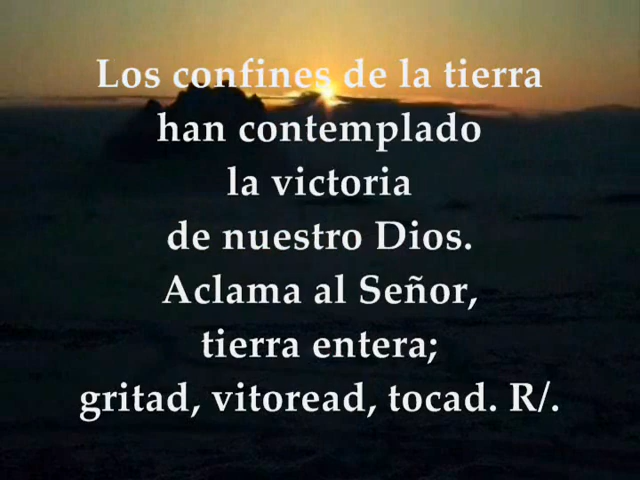 Los confines de la tierra
han contemplado
la victoria
de nuestro Dios.
Aclama al Señor,
tierra entera;
gritad, vitoread, tocad. R/.